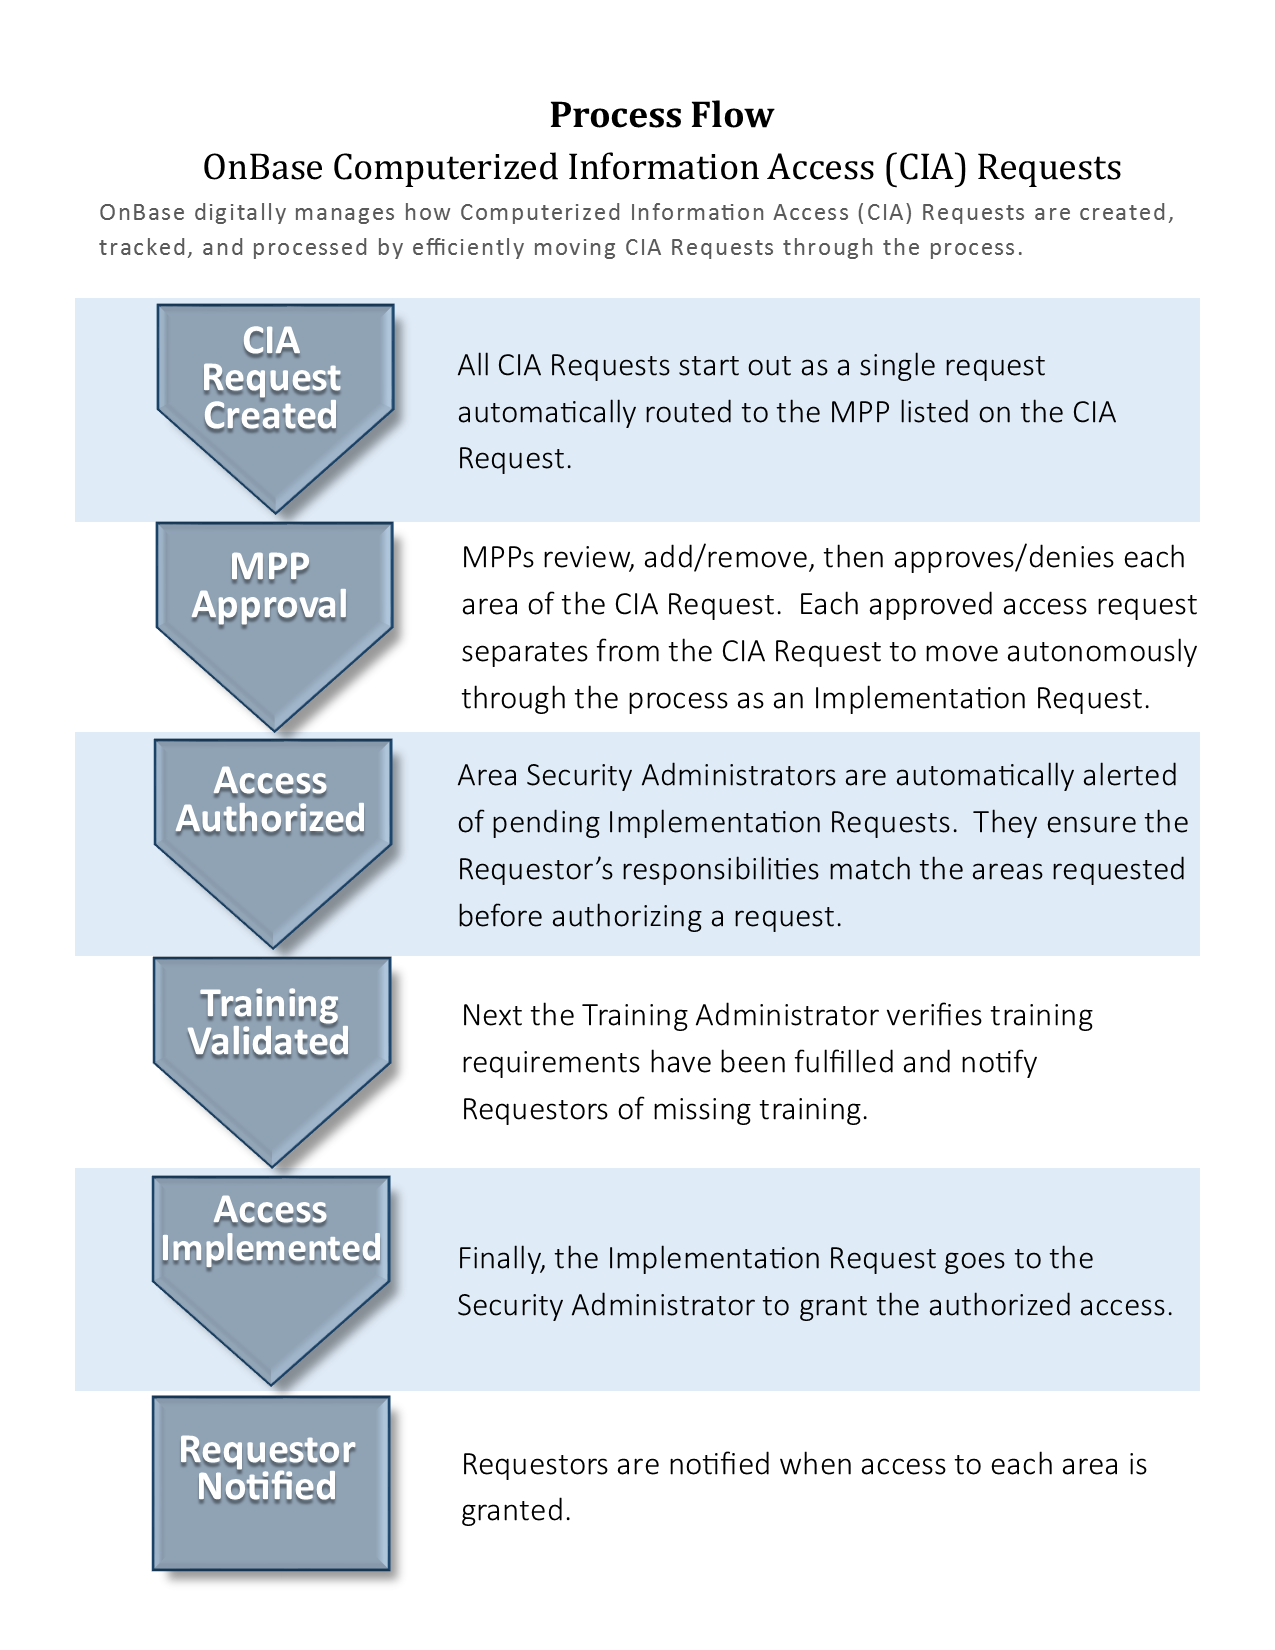 Process Flow
OnBase Computerized Information Access (CIA) Requests
OnBase digitally manages how Computerized Information Access (CIA) Requests are created,
tracked, and processed by efficiently moving CIA Requests through the process.
CIA
Request
Created
All CIA Requests start out as a single request
automatically routed to the MPP listed on the CIA
Request.
MPP
Approval
MPPs review, add/remove, then approves/denies each
area of the CIA Request.  Each approved access request
separates from the CIA Request to move autonomously
through the process as an Implementation Request.
Access
Authorized
Area Security Administrators are automatically alerted
of pending Implementation Requests.  They ensure the
Requestor’s responsibilities match the areas requested
before authorizing a request.
Training
Validated
Next the Training Administrator verifies training
requirements have been fulfilled and notify
Requestors of missing training.
Access
Implemented
Finally, the Implementation Request goes to the
Security Administrator to grant the authorized access.
Requestor
Notified
Requestors are notified when access to each area is
granted.